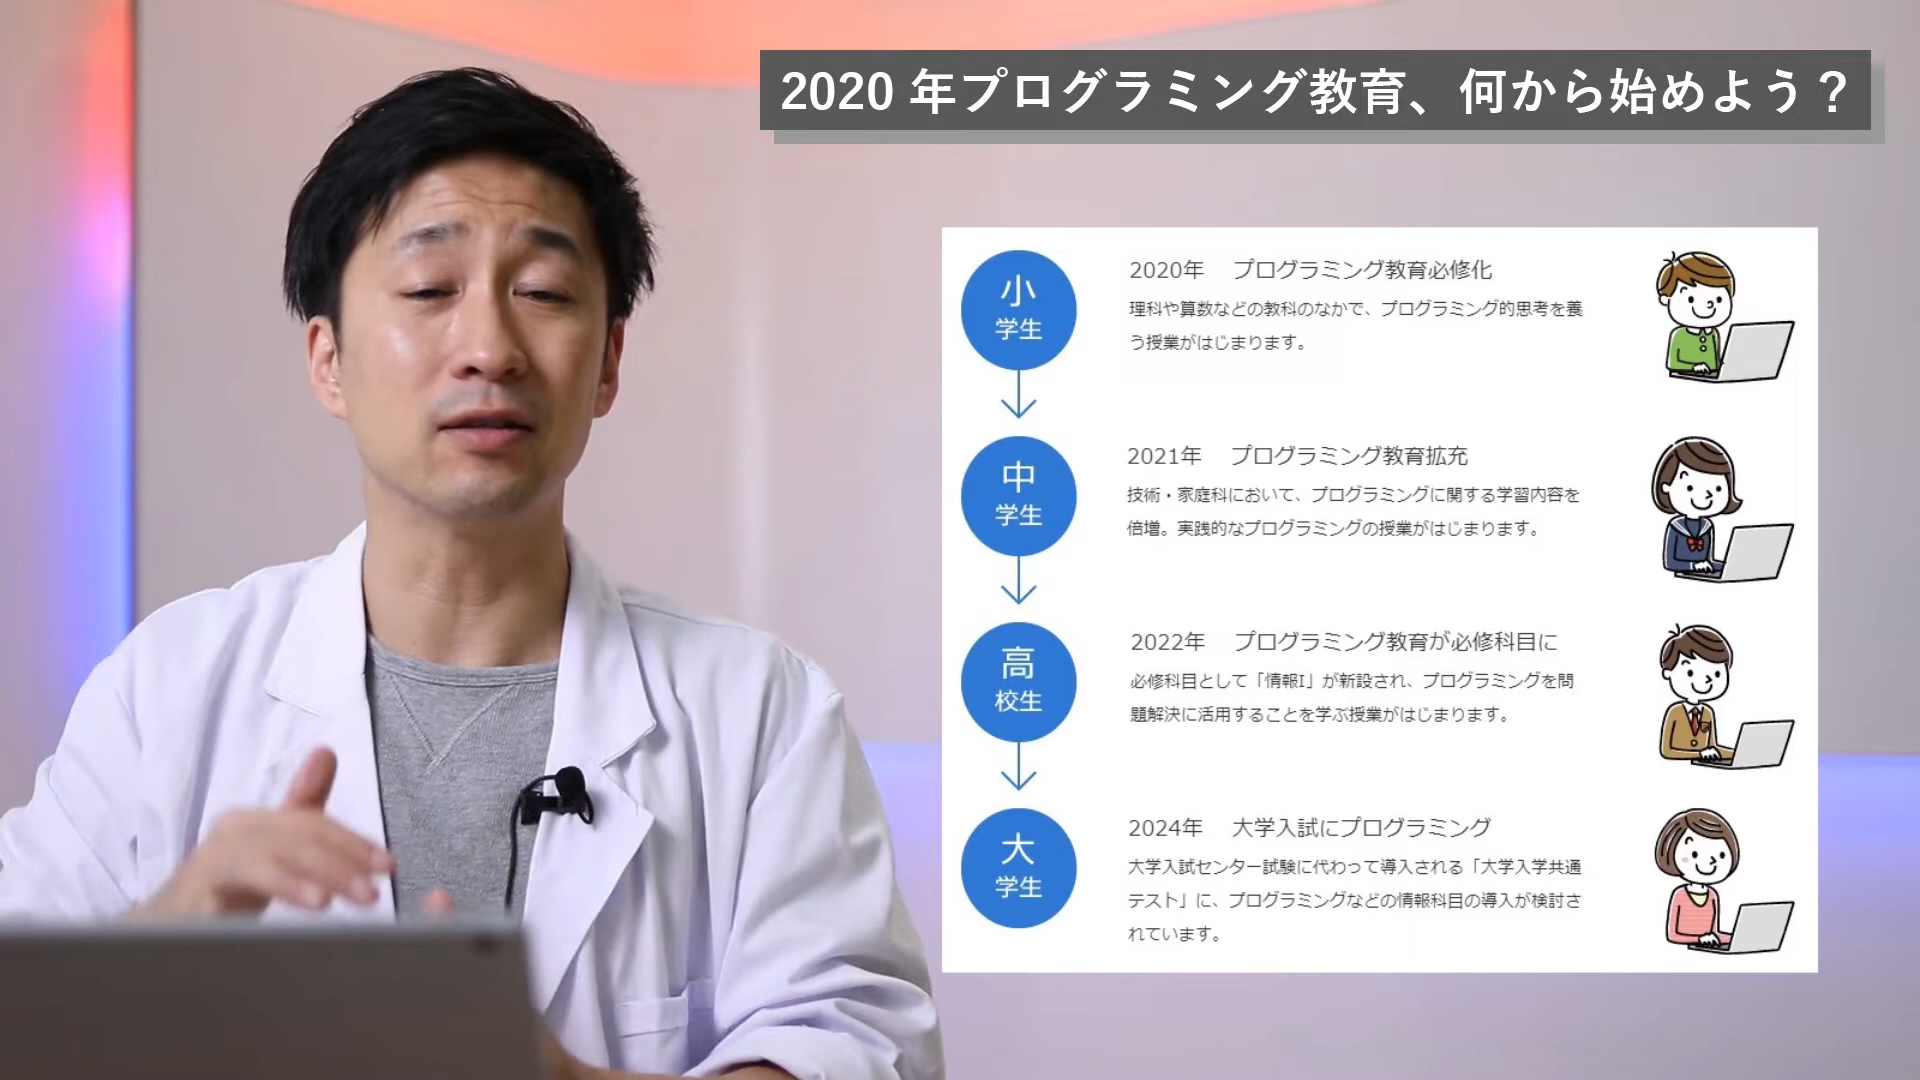 2020年プログラミング教育、何から始めよう？
小
学生
2020年 プログラミング教育必修化
理科や算数などの教科のなかで、プログラミング的思考を養
う授業がはじまります。
中
学生
2021年 プログラミング教育拡充
技術・家庭科において、プログラミングに関する学習内容を
倍増。実践的なプログラミングの授業がはじまります。
高
校生
2022年 プログラミング教育が必修科目に
必修科目として「情報I」が新設され、プログラミングを問
題解決に活用することを学ぶ授業がはじまります。
大
学生
2024年 大学入試にプログラミング
大学入試センター試験に代わって導入される「大学入学共通
テスト」に、プログラミングなどの情報科目の導入が検討さ
れています。